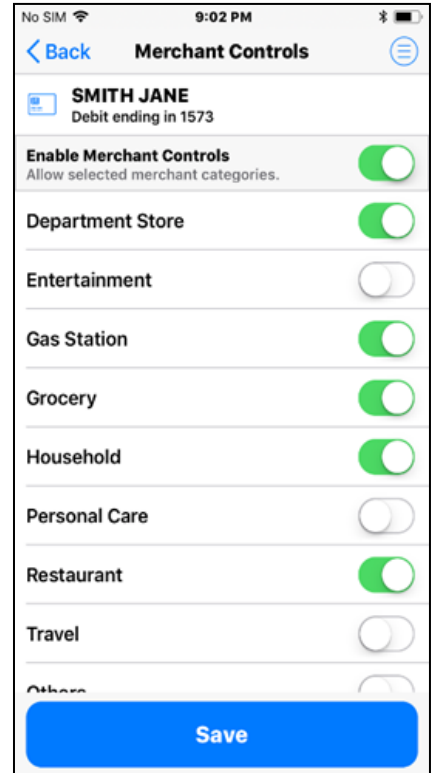 No SIM 9:02 PM
Back Merchant Controls
SMITH JANE
Debit ending in 1573
Enable Merchant Controls
Allow selected merchant categories.
Department Store
Entertainment
Gas Station
Grocery
Household
Personal Care
Restaurant
Travel
Others
Save